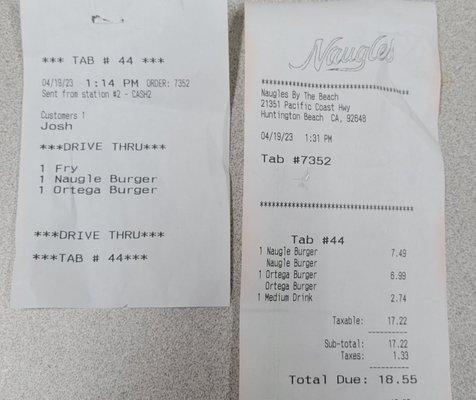 *** TAB # 44 ***
04/19/23 1:14 PM ORDER: 7352
Sent from station #2 - CASH2
Customers 1
Josh
***DRIVE THRU***
1 Fry
1 Naugle Burger
1 Ortega Burger
***DRIVE THRU***
***TAB # 44***
Naugles
****************************************
Naugles By The Beach
21351 Pacific Coast Hwy
Huntington Beach CA, 92648
04/19/23 1:31 PM
Tab #7352
****************************************
Tab #44
1 Naugle Burger 7.49
Naugle Burger
1 Ortega Burger 6.99
Ortega Burger
1 Medium Drink 2.74
Taxable: 17.22
----------
Sub-total: 17.22
Taxes: 1.33
----------
Total Due: 18.55